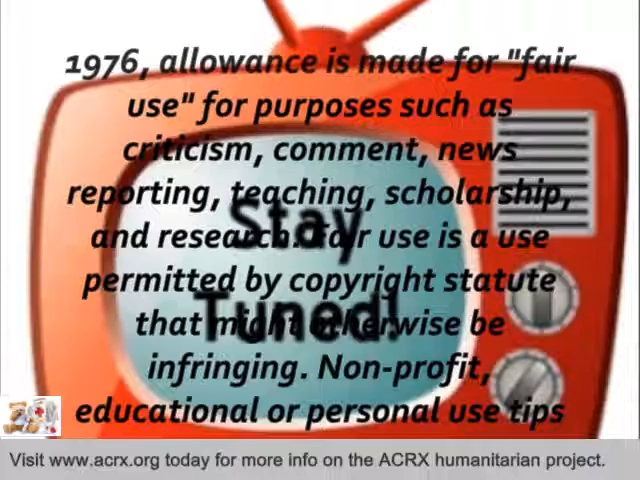 1976, allowance is made for "fair
use" for purposes such as
criticism, comment, news
reporting, teaching, scholarship,
and research. Fair use is a use
permitted by copyright statute
that might otherwise be
infringing. Non-profit,
educational or personal use tips
Stay
Tuned!
Visit www.acrx.org today for more info on the ACRX humanitarian project.